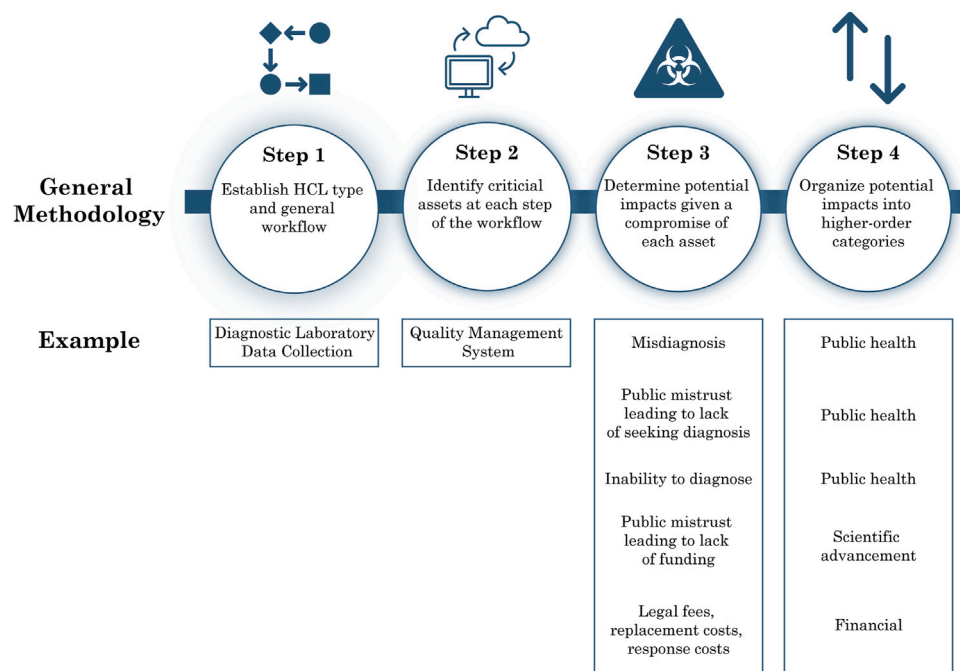 General
Methodology
Step 1
Establish HCL type
and general
workflow
Step 2
Identify criticial
assets at each step
of the workflow
Step 3
Determine potential
impacts given a
compromise of
each asset
Step 4
Organize potential
impacts into
higher-order
categories
Example
Diagnostic Laboratory
Data Collection
Quality Management
System
Misdiagnosis
Public health
Public mistrust
leading to lack
of seeking diagnosis
Public health
Inability to diagnose
Public health
Public mistrust
leading to lack
of funding
Scientific
advancement
Legal fees,
replacement costs,
response costs
Financial